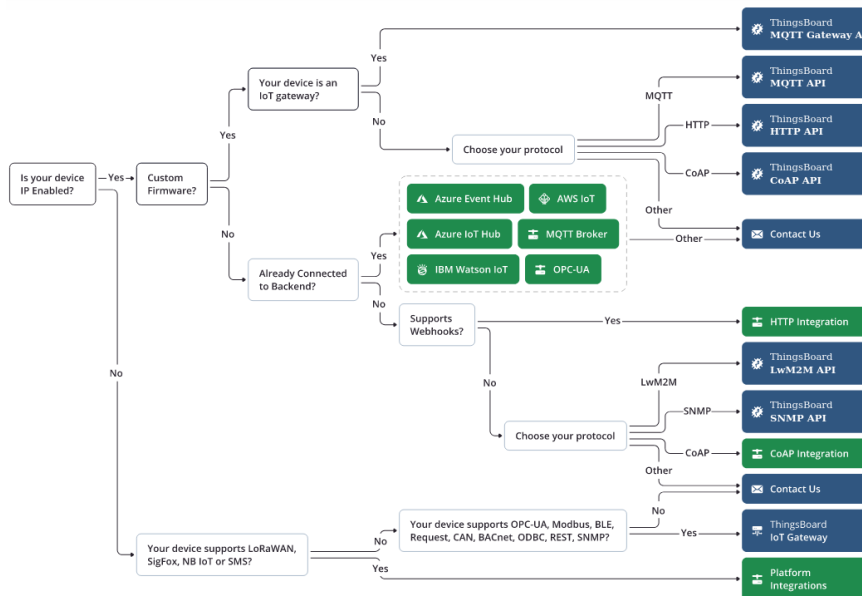 ThingsBoard
MQTT Gateway A
Yes
Your device is an
IoT gateway?
ThingsBoard
MQTT API
MQTT
No
Yes
HTTP
ThingsBoard
HTTP API
Choose your protocol
Is your device
IP Enabled?
Yes
Custom
Firmware?
CoAP
ThingsBoard
CoAP API
Azure Event Hub
AWS IoT
Other
No
Azure IoT Hub
MQTT Broker
Contact Us
Yes
Other
Already Connected
to Backend?
IBM Watson IoT
OPC-UA
No
Supports
Webhooks?
Yes
HTTP Integration
No
No
LwM2M
ThingsBoard
LwM2M API
SNMP
ThingsBoard
SNMP API
Choose your protocol
CoAP
CoAP Integration
Other
Contact Us
No
Your device supports OPC-UA, Modbus, BLE,
Request, CAN, BACnet, ODBC, REST, SNMP?
Yes
ThingsBoard
IoT Gateway
Your device supports LoRaWAN,
SigFox, NB IoT or SMS?
No
Yes
Platform
Integrations